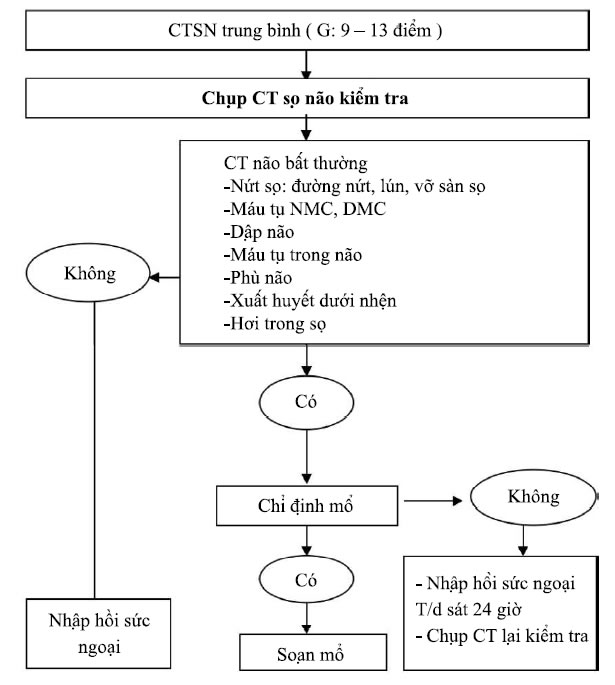 CTSN trung bình ( G: 9 – 13 điểm )
Chụp CT sọ não kiểm tra
CT não bất thường
-Nứt sọ: đường nứt, lún, vỡ sàn sọ
-Máu tụ NMC, DMC
-Dập não
-Máu tụ trong não
-Phù não
-Xuất huyết dưới nhện
-Hơi trong sọ
Không
Có
Chỉ định mổ
Không
Có
- Nhập hồi sức ngoại
T/d sát 24 giờ
- Chụp CT lại kiểm tra
Nhập hồi sức
ngoại
Soạn mổ